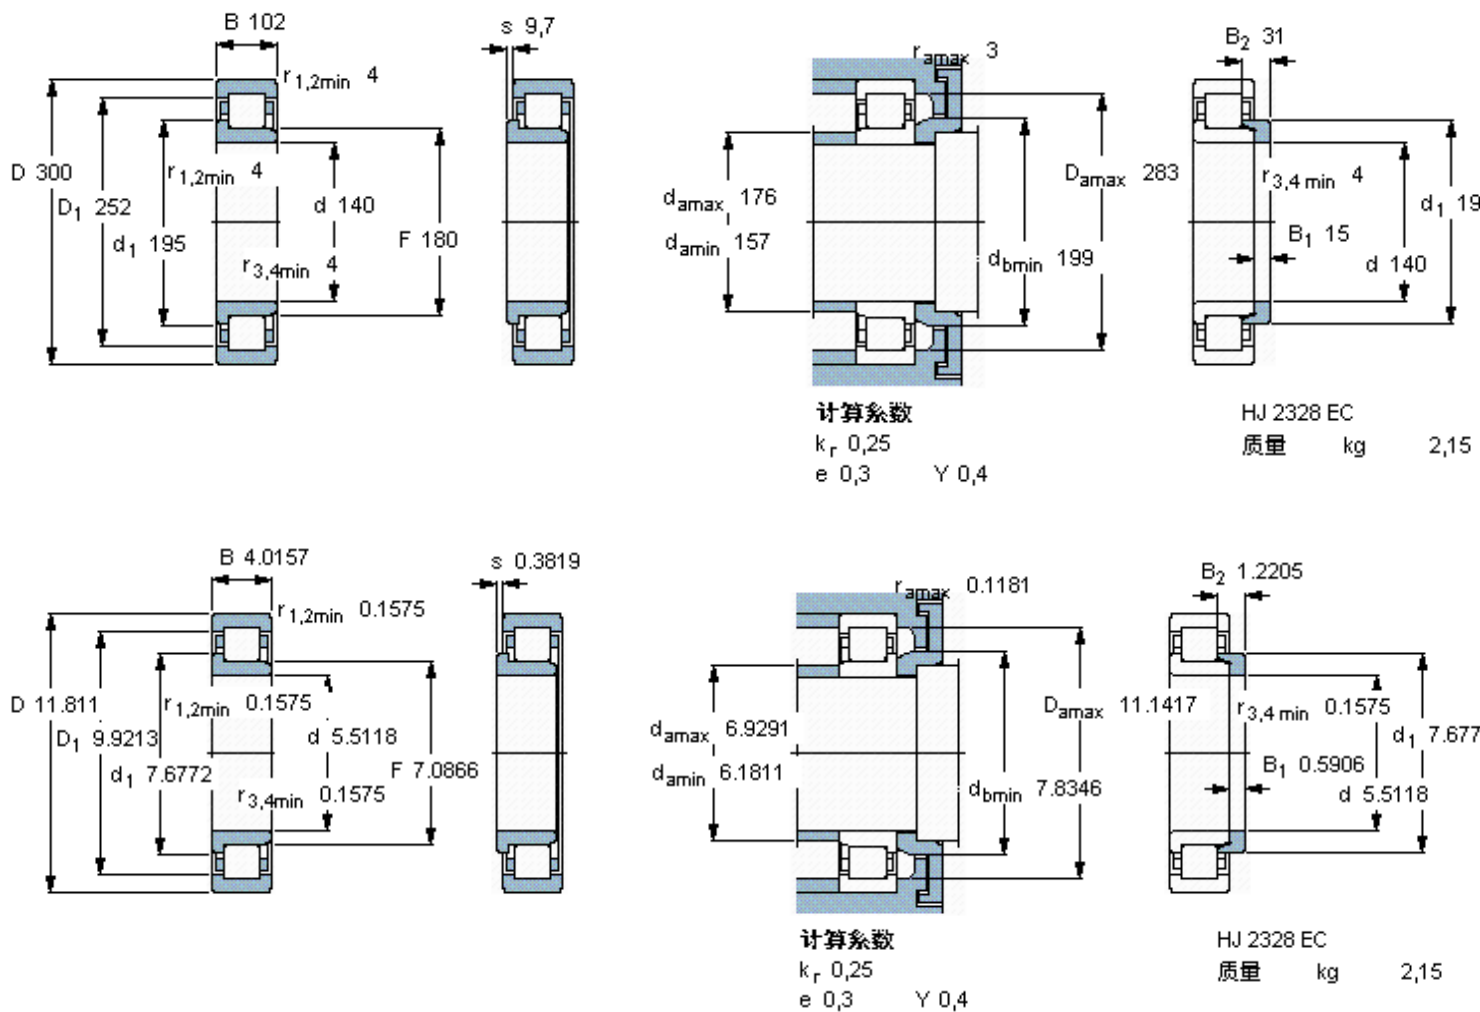 B 102
s 9,7
r1,2min 4
ramax 3
B2 31
D 300
D1 252
d1 195
r1,2min 4
d 140
F 180
r3,4min 4
damax 176
damin 157
Damax 283
dbmin 199
r3,4 min 4
d1 19
B1 15
d 140
计算系数
kr 0,25
e 0,3 Y 0,4
HJ 2328 EC
质量 kg 2,15
B 4.0157
s 0.3819
r1,2min 0.1575
ramax 0.1181
B2 1.2205
D 11.811
D1 9.9213
d1 7.6772
r1,2min 0.1575
d 5.5118
F 7.0866
r3,4min 0.1575
damax 6.9291
damin 6.1811
Damax 11.1417
dbmin 7.8346
r3,4 min 0.1575
d1 7.677
B1 0.5906
d 5.5118
计算系数
kr 0,25
e 0,3 Y 0,4
HJ 2328 EC
质量 kg 2,15